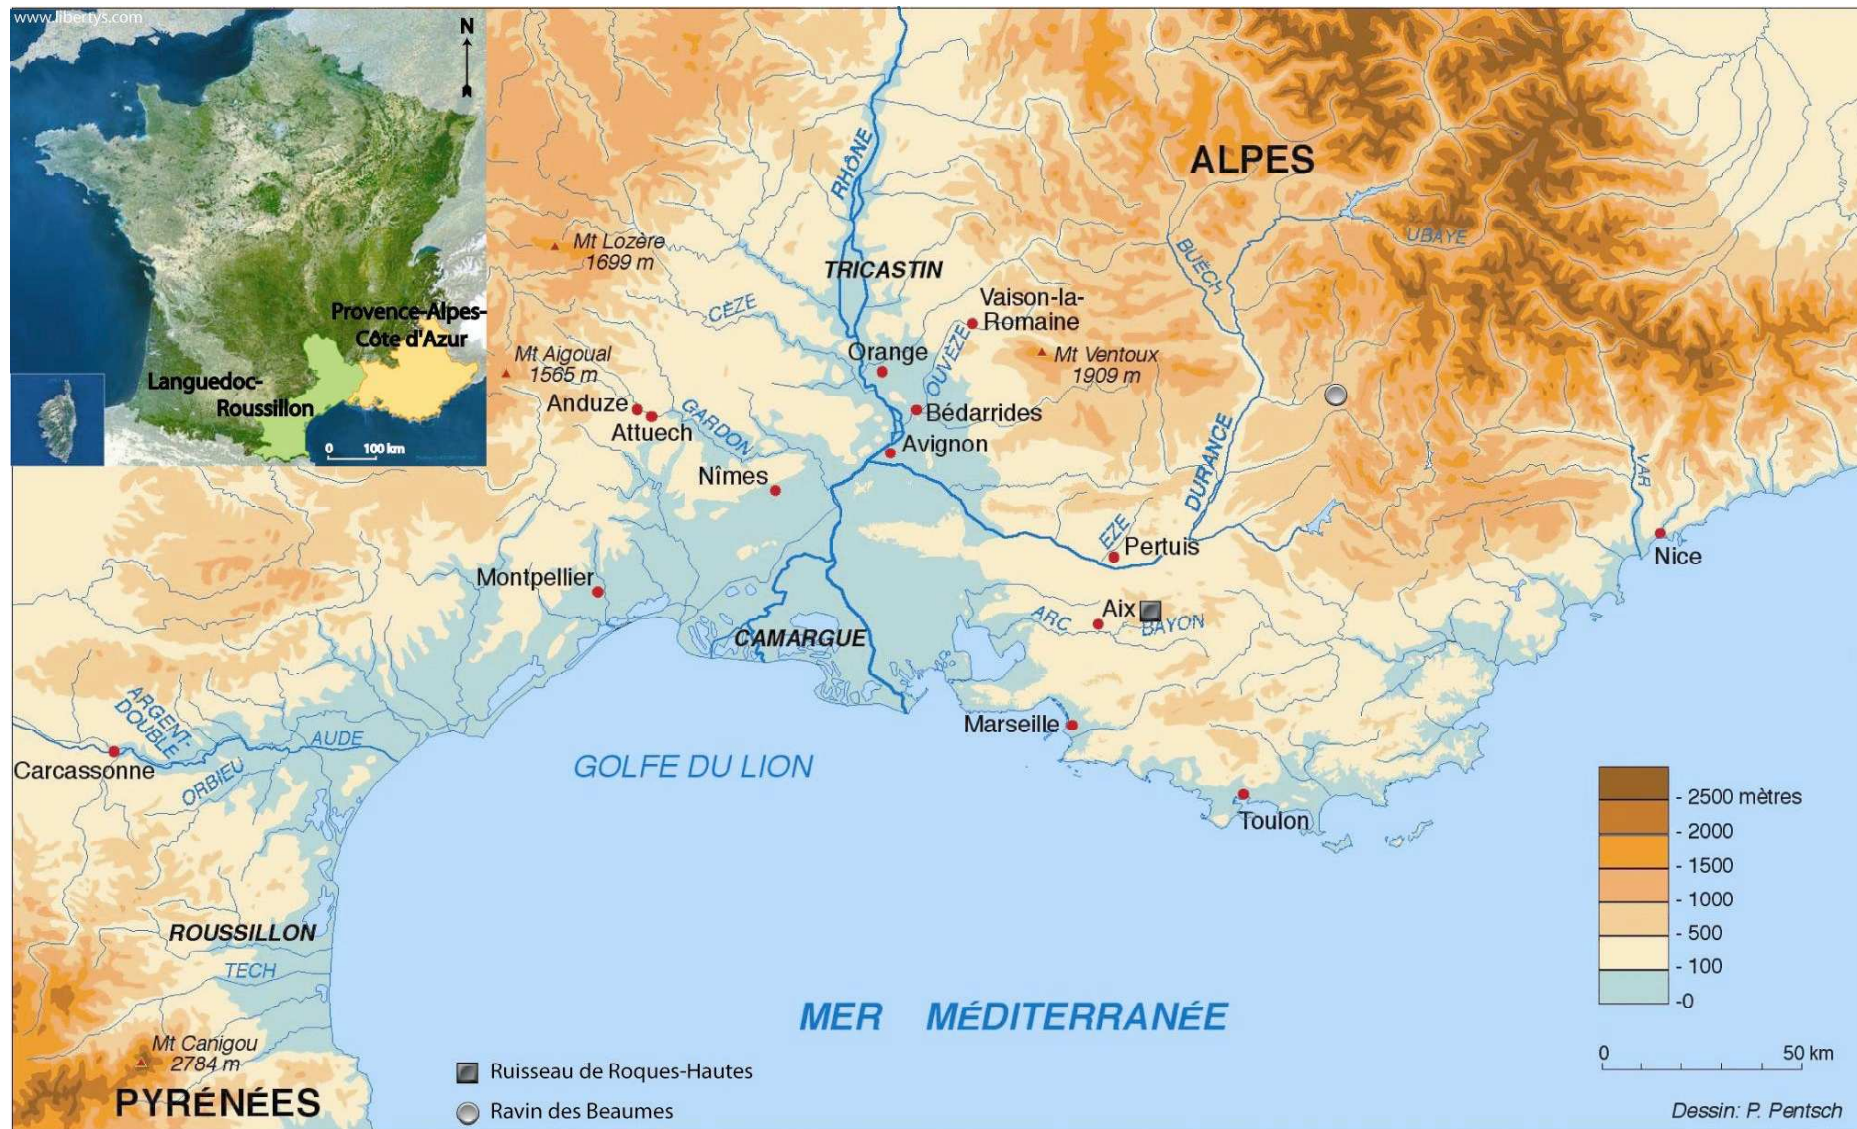 www.libertys.com
N
Provence-Alpes-
Côte d'Azur
Languedoc-
Roussillon
0 100 km
RHÔNE
ALPES
Mt Lozère
1699 m
BUËCH
UBAYE
TRICASTIN
CÈZE
Vaison-la-
Romaine
Orange
OUVÈZE
Mt Ventoux
1909 m
Mt Aigoual
1565 m
Anduze
Attuech
GARDON
Bédarrides
Avignon
DURANCE
VAR
Nîmes
EZE
Pertuis
Nice
Montpellier
CAMARGUE
ARC
Aix
BAYON
Marseille
ARGENT-
DOUBLE
AUDE
Carcassonne
ORBIEU
GOLFE DU LION
Toulon
- 2500 mètres
- 2000
- 1500
- 1000
- 500
- 100
-0
ROUSSILLON
TECH
MER MÉDITERRANÉE
Mt Canigou
2784 m
PYRÉNÉES
Ruisseau de Roques-Hautes
Ravin des Beaumes
0 50 km
Dessin: P. Pentsch